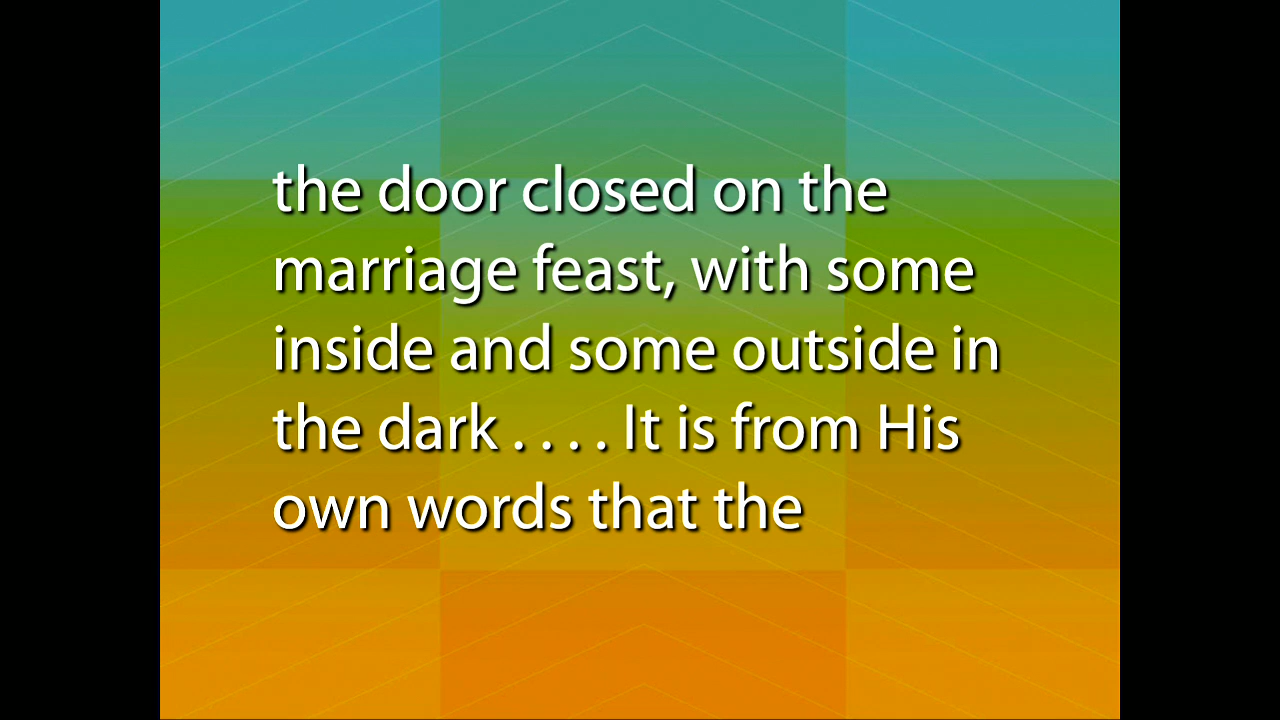 the door closed on the
marriage feast, with some
inside and some outside in
the dark . . . . It is from His
own words that the